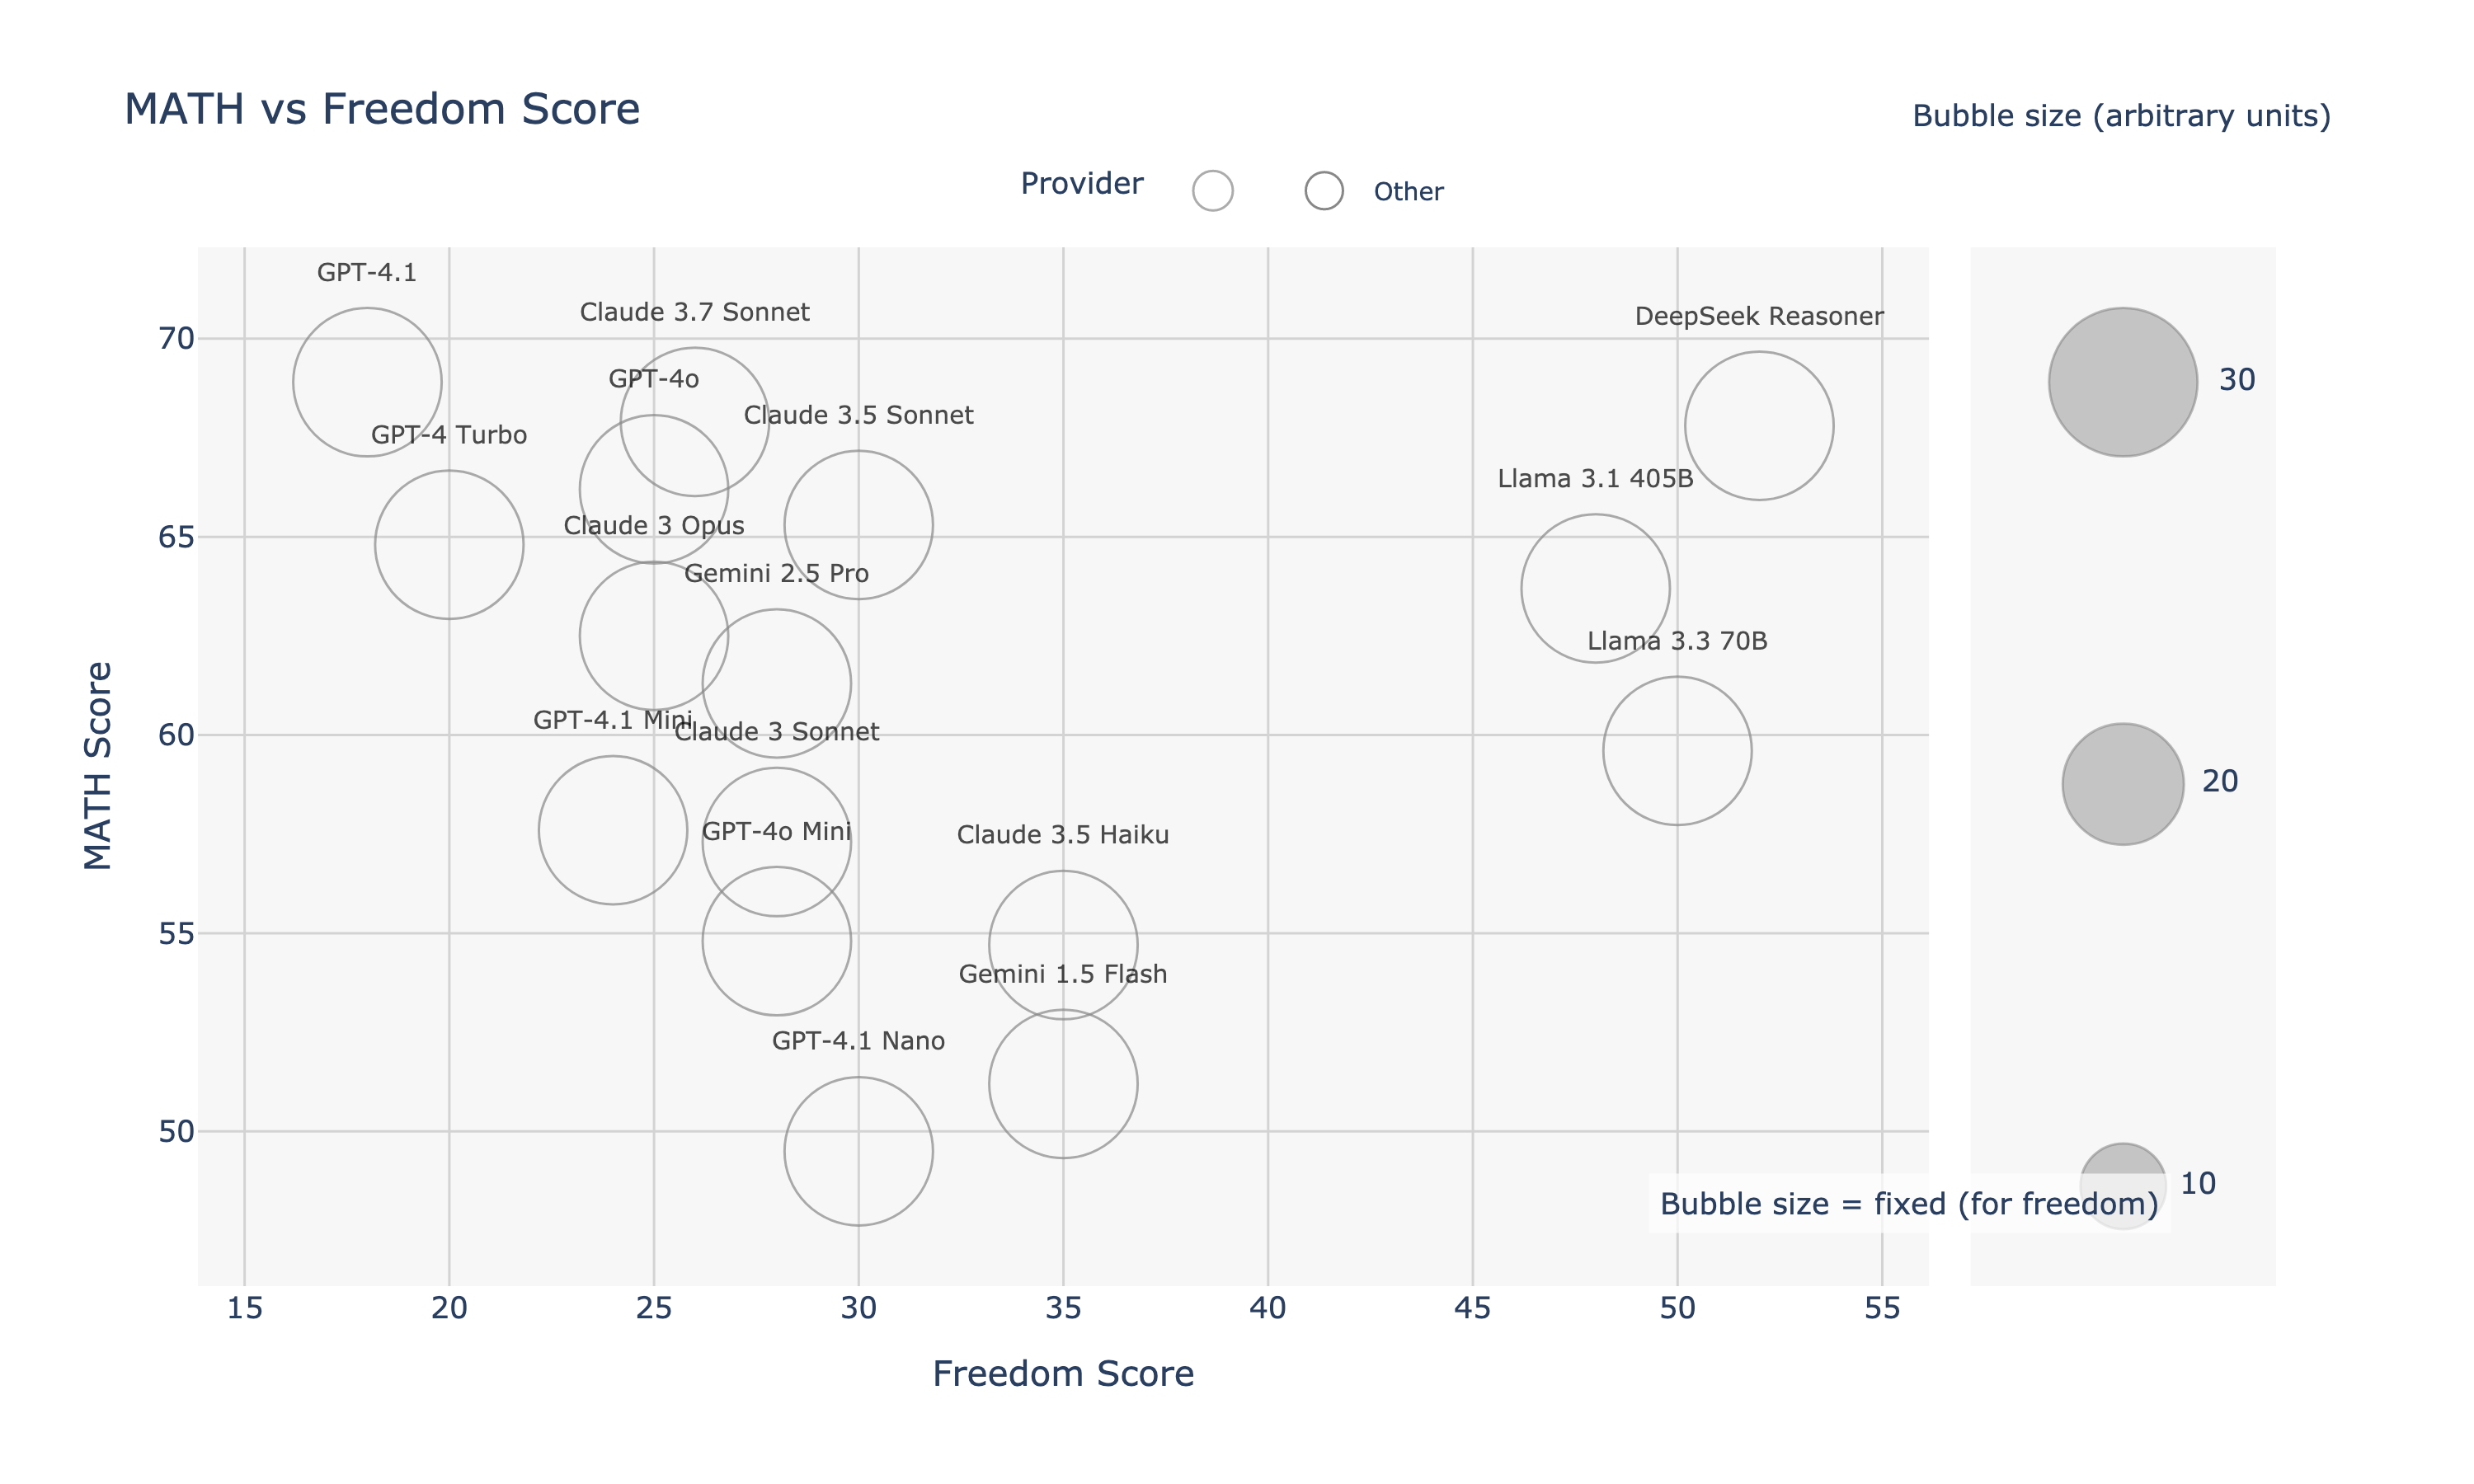 MATH vs Freedom Score
Bubble size (arbitrary units)
Provider
Other
GPT-4.1
Claude 3.7 Sonnet
DeepSeek Reasoner
70
GPT-4o
30
Claude 3.5 Sonnet
GPT-4 Turbo
Llama 3.1 405B
65
Claude 3 Opus
Gemini 2.5 Pro
Llama 3.3 70B
GPT-4.1 Mini
60
Claude 3 Sonnet
20
MATH Score
GPT-4o Mini
Claude 3.5 Haiku
55
Gemini 1.5 Flash
GPT-4.1 Nano
50
10
Bubble size = fixed (for freedom)
15 20 25 30 35 40 45 50 55
Freedom Score